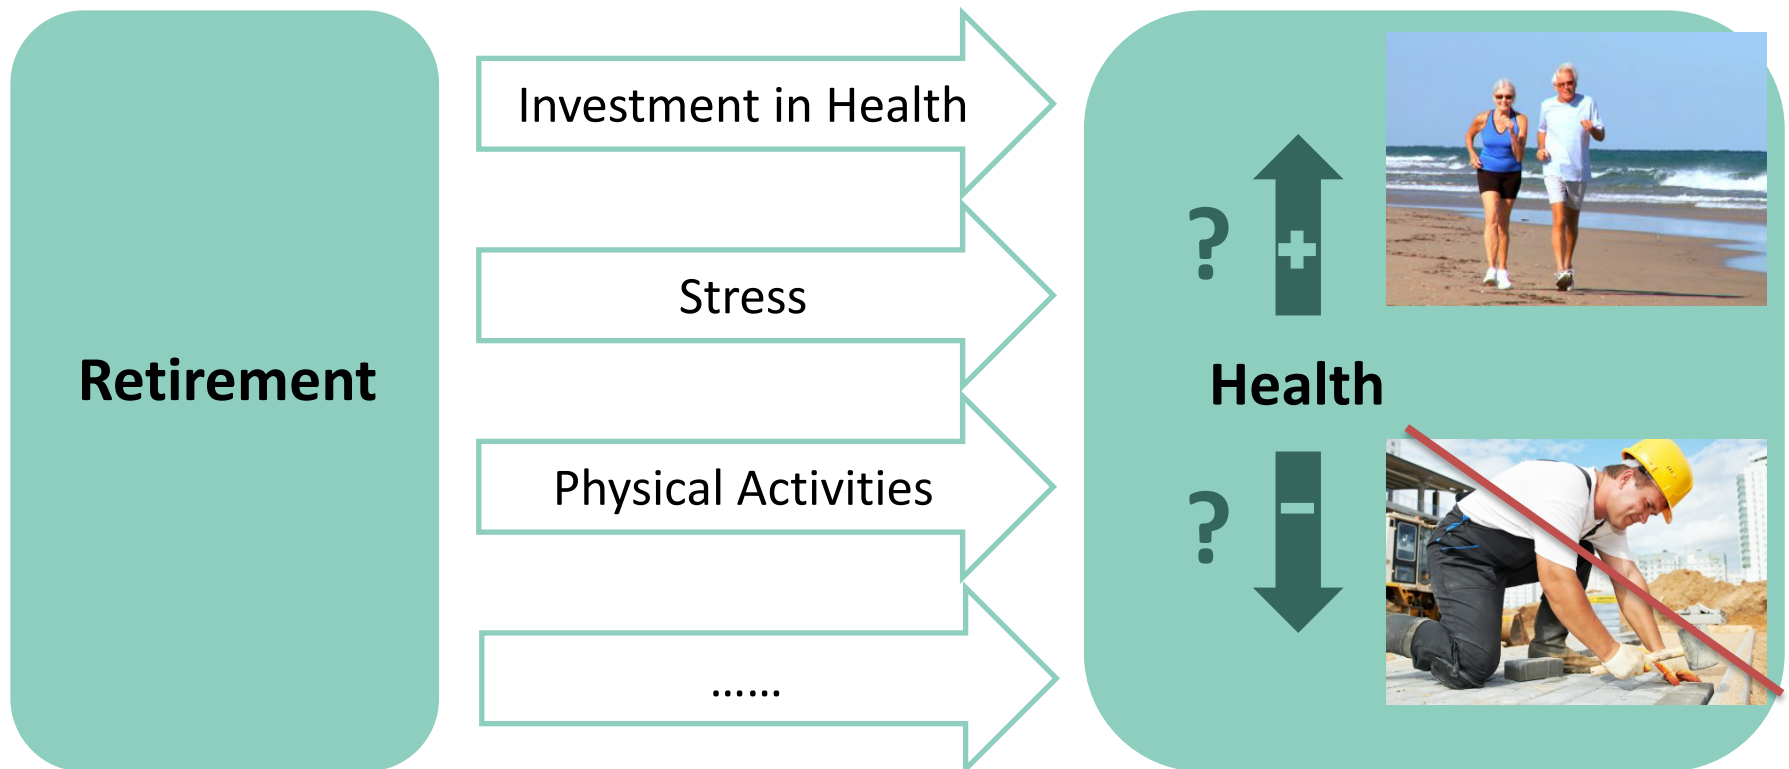 Retirement
Investment in Health
Stress
Physical Activities
......
?
+
Health
?
-